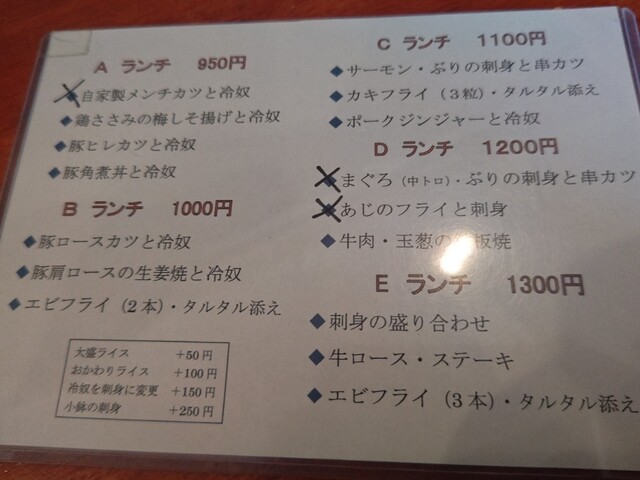 A ランチ 950円
◆自家製メンチカツと冷奴
◆鶏ささみの梅しそ揚げと冷奴
◆豚ヒレカツと冷奴
◆豚角煮丼と冷奴
B ランチ 1000円
◆豚ロースカツと冷奴
◆豚肩ロースの生姜焼と冷奴
◆エビフライ(2本)・タルタル添え
大盛ライス +50円
おかわりライス +100円
冷奴を刺身に変更 +150円
小鉢の刺身 +250円
C ランチ 1100円
◆サーモン・ぶりの刺身と串カツ
◆カキフライ(3粒)・タルタル添え
◆ポークジンジャーと冷奴
D ランチ 1200円
◆まぐろ(中トロ)・ぶりの刺身と串カツ
◆あじのフライと刺身
◆牛肉・玉葱の板焼
E ランチ 1300円
◆刺身の盛り合わせ
◆牛ロース・ステーキ
◆エビフライ(3本)・タルタル添え